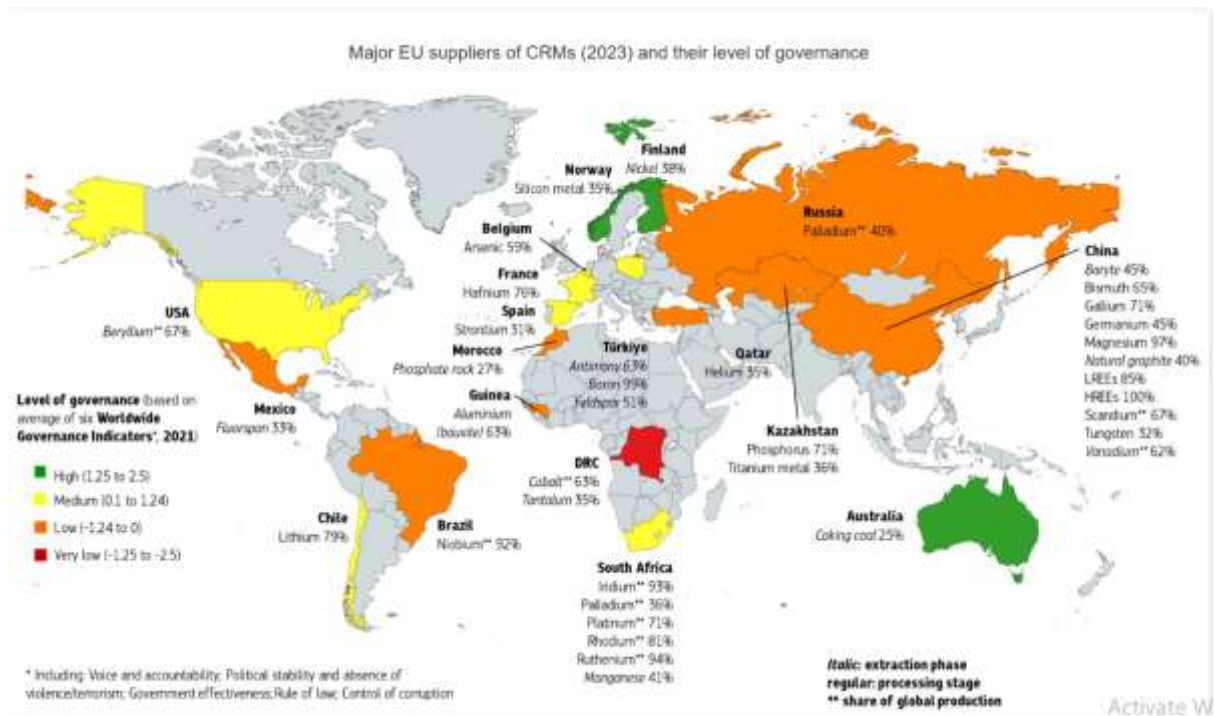 Major EU suppliers of CRMs (2023) and their level of governance
Finland
Nickel 38%
Norway
Silicon metal 35%
Belgium
Arsenic 59%
France
Hafnium 76%
Spain
Strontium 31%
Morocco
Phosphate rock 27%
Guinea
Aluminium
(bauxite) 63%
Türkiye
Antimony 63%
Boron 99%
Feldspar 51%
Qatar
Helium 35%
Russia
Palladium** 40%
China
Baryte 45%
Bismuth 65%
Gallium 71%
Germanium 45%
Magnesium 97%
Natural graphite 40%
LREEs 85%
HREEs 100%
Scandium** 67%
Tungsten 32%
Vanadium** 62%
USA
Beryllium** 67%
Mexico
Fluorspar 33%
Level of governance (based on
average of six Worldwide
Governance Indicators*, 2021)
High (1.25 to 2.5)
Medium (0.1 to 1.24)
Low (-1.24 to 0)
Very low (-1.25 to -2.5)
Chile
Lithium 79%
Brazil
Niobium** 92%
DRC
Cobalt** 63%
Tantalum 35%
Kazakhstan
Phosphorus 71%
Titanium metal 36%
Australia
Coking coal 25%
South Africa
Iridium** 93%
Palladium** 36%
Platinum** 71%
Rhodium** 81%
Ruthenium** 94%
Manganese 41%
* Including: Voice and accountability; Political stability and absence of
violence/terrorism; Government effectiveness; Rule of law; Control of corruption
Italic: extraction phase
regular: processing stage
** share of global production
Activate W